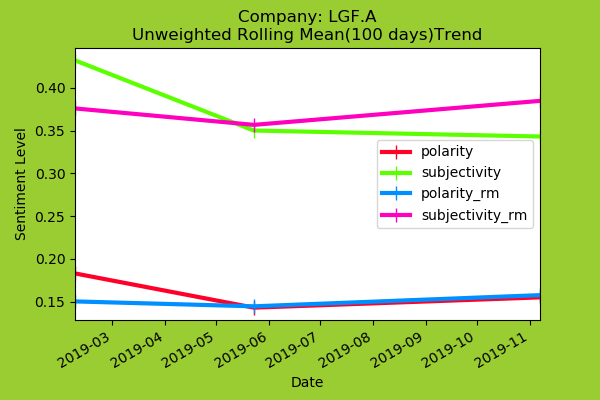 Company: LGF.A
Unweighted Rolling Mean(100 days)Trend
Sentiment Level
0.40
0.35
0.30
0.25
0.20
0.15
polarity
subjectivity
polarity_rm
subjectivity_rm
2019-03
2019-04
2019-05
2019-06
2019-07
2019-08
2019-09
2019-10
2019-11
Date